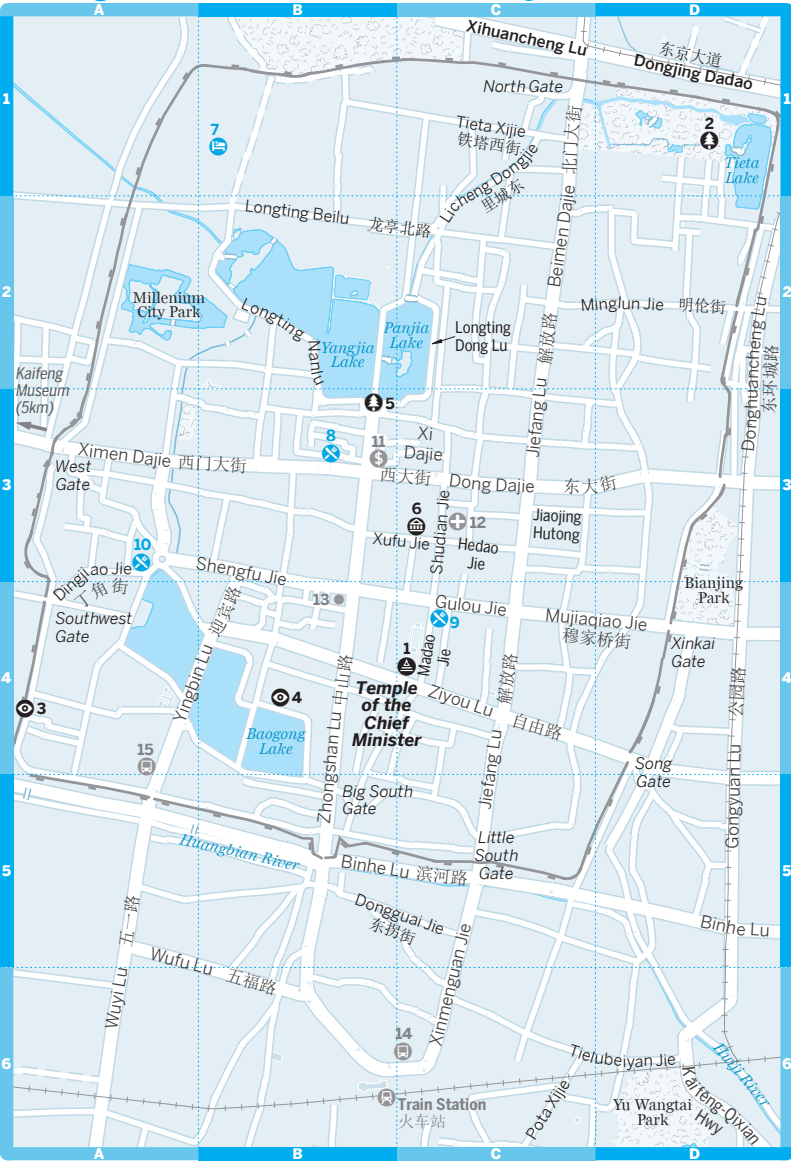 A
B
C
D
Xihuancheng Lu
东京大道
Dongjing Dadao
North Gate
1
1
7
2
Tieta Xijie
铁塔西街
Tieta
Lake
Licheng Dongjie
里城东
Beimen Dajie 北门大街
Longting Beilu 龙亭北路
2
2
Millenium
City Park
Longting
Nanlu
Yangjia
Lake
Panjia
Lake
Longting
Dong Lu
Minglun Jie 明伦街
Jiefang Lu 解放路
Donghuancheng Lu
东环城路
Kaifeng
Museum
(5km)
5
8
11
$
Xi
Dajie
西大街
Ximen Dajie 西门大街
West
Gate
Dong Dajie 东大街
3
3
6
12
Xufu Jie
Shudian Jie
Hedao
Jie
Jiaojing
Hutong
10
Dingjiao Jie
丁角街
Shengfu Jie
13
Bianjing
Park
Southwest
Gate
Gulou Jie
9
Mujiaqiao Jie
穆家桥街
Xinkai
Gate
Yingbin Lu 迎宾路
1
Madao
Jie
Temple
of the
Chief
Minister
Ziyou Lu 自由路
4
4
3
4
Baogong
Lake
Zhongshan Lu 中山路
Jiefang Lu 解放路
Gongyuan Lu 公园路
15
Song
Gate
Big South
Gate
Little
South
Gate
Huangbian River
Binhe Lu 滨河路
5
5
Dongguai Jie
东拐街
Binhe Lu
Wuyi Lu 五一路
Wufu Lu 五福路
Xinmenguan Jie
14
6
6
Tielubeiyan Jie
Huiji River
Train Station
火车站
Pota Xijie
Yu Wangtai
Park
Kaifeng-Qixian
Hwy
A
B
C
D